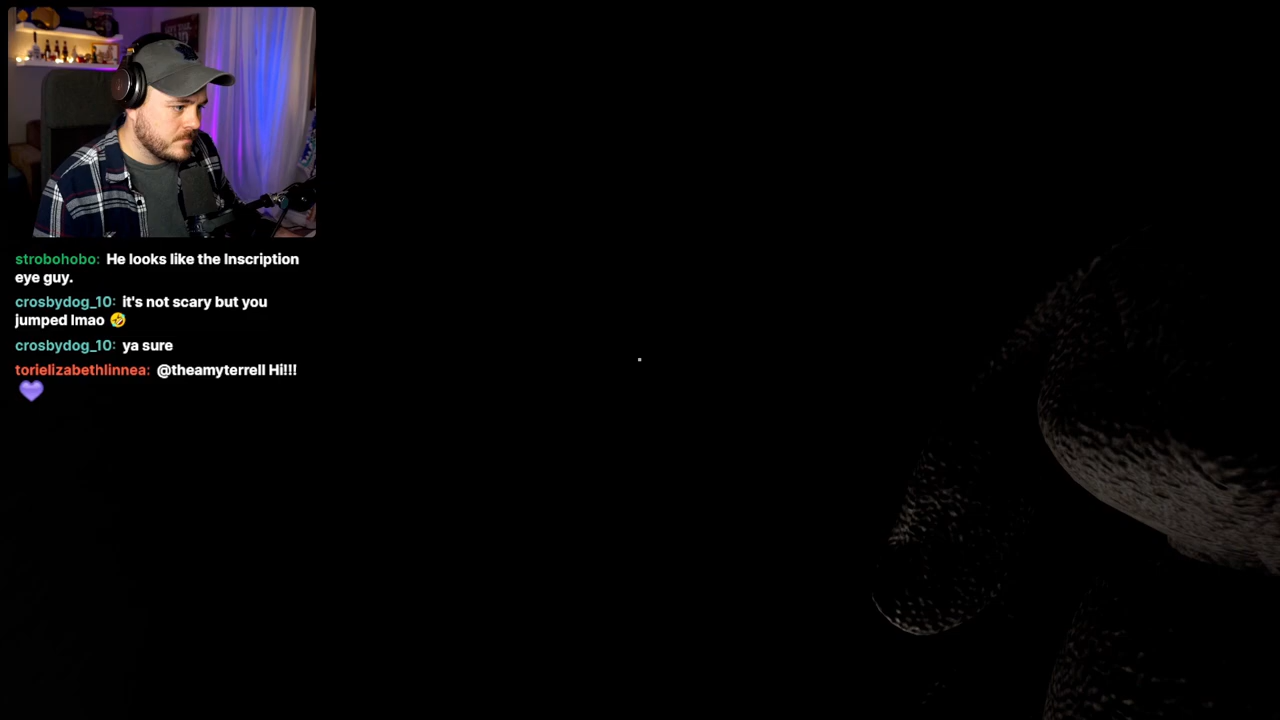 strobohobo: He looks like the Inscription
eye guy.
crosbydog_10: it's not scary but you
jumped lmao 🤣
crosbydog_10: ya sure
torielizabethlinnea: @theamyterrell Hi!!!
💜